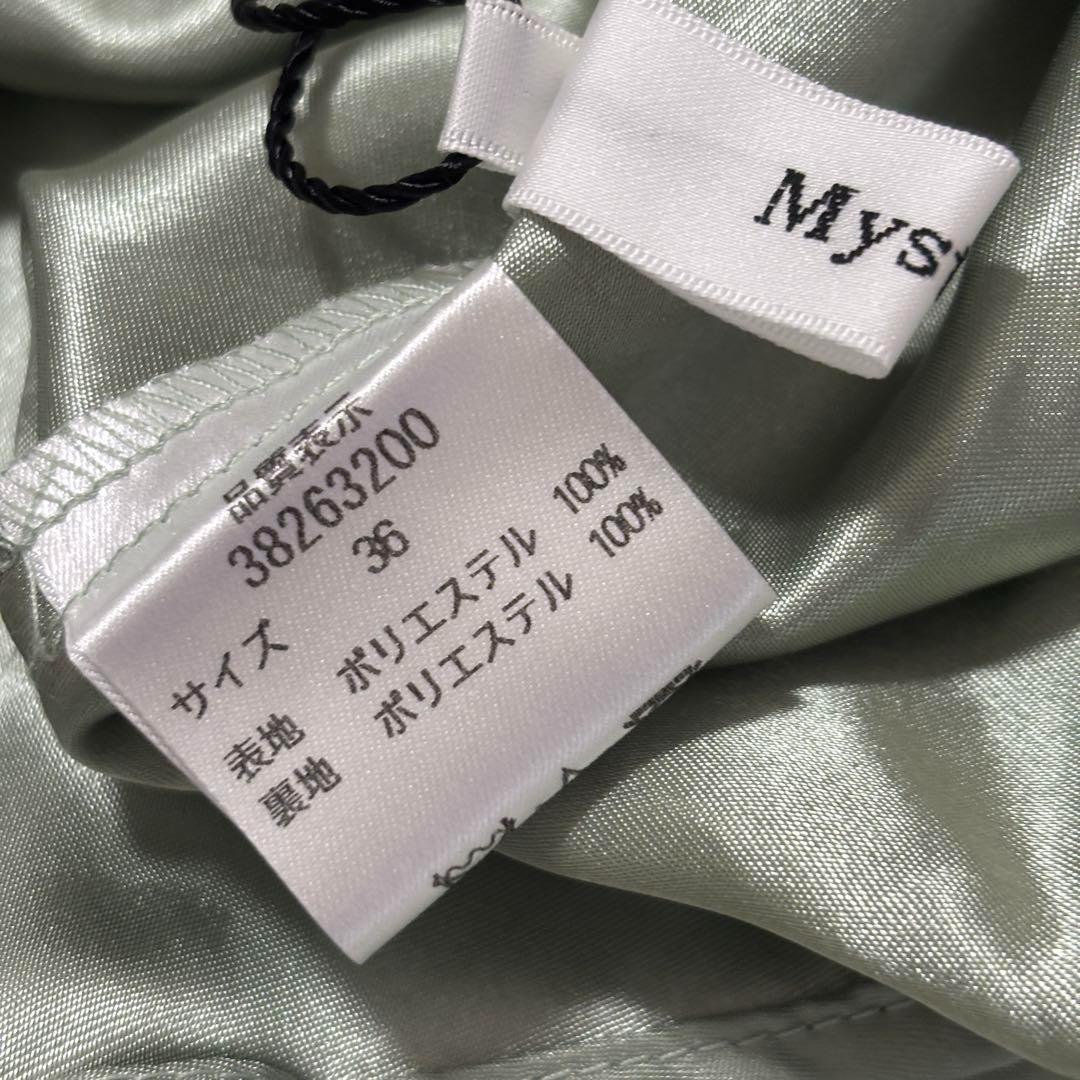 Mys
品質表示
38263200
サイズ 36
表地 ポリエステル 100%
裏地 ポリエステル 100%